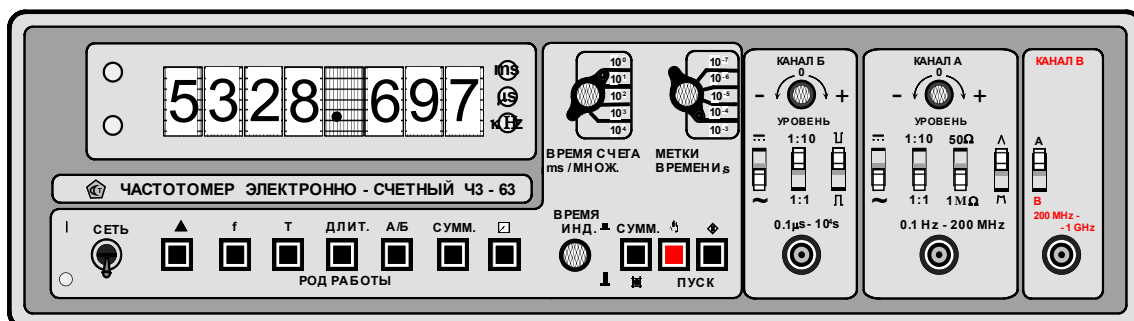 5328.697
ms
μs
кHz
10⁰
10¹
10²
10³
10⁴
ВРЕМЯ СЧЕТА
ms / МНОЖ.
10⁻⁷
10⁻⁶
10⁻⁵
10⁻⁴
10⁻³
МЕТКИ
ВРЕМЕНИ,s
ЧАСТОТОМЕР ЭЛЕКТРОННО - СЧЕТНЫЙ Ч3 - 63
СЕТЬ
f
T
ДЛИТ.
А/Б
СУММ.
РОД РАБОТЫ
ВРЕМЯ
ИНД.
СУММ.
ПУСК
КАНАЛ Б
0
- +
УРОВЕНЬ
1:10
1:1
~
0.1μs- 10⁴s
КАНАЛ А
0
- +
УРОВЕНЬ
1:10 50Ω
1:1 1MΩ
~
0.1 Hz - 200 MHz
КАНАЛ В
А
В
200 MHz -
- 1 GHz